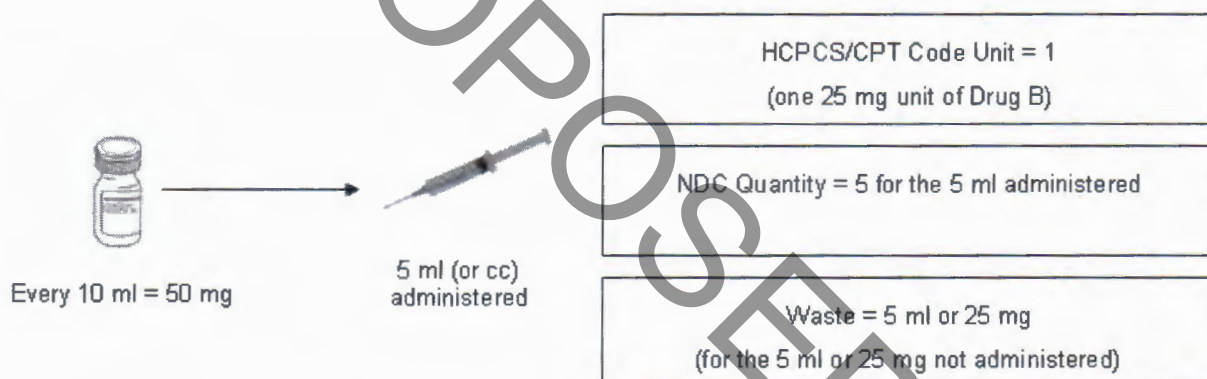 HCPCS/CPT Code Unit = 1
(one 25 mg unit of Drug B)
NDC Quantity = 5 for the 5 ml administered
Every 10 ml = 50 mg
5 ml (or cc)
administered
Waste = 5 ml or 25 mg
(for the 5 ml or 25 mg not administered)